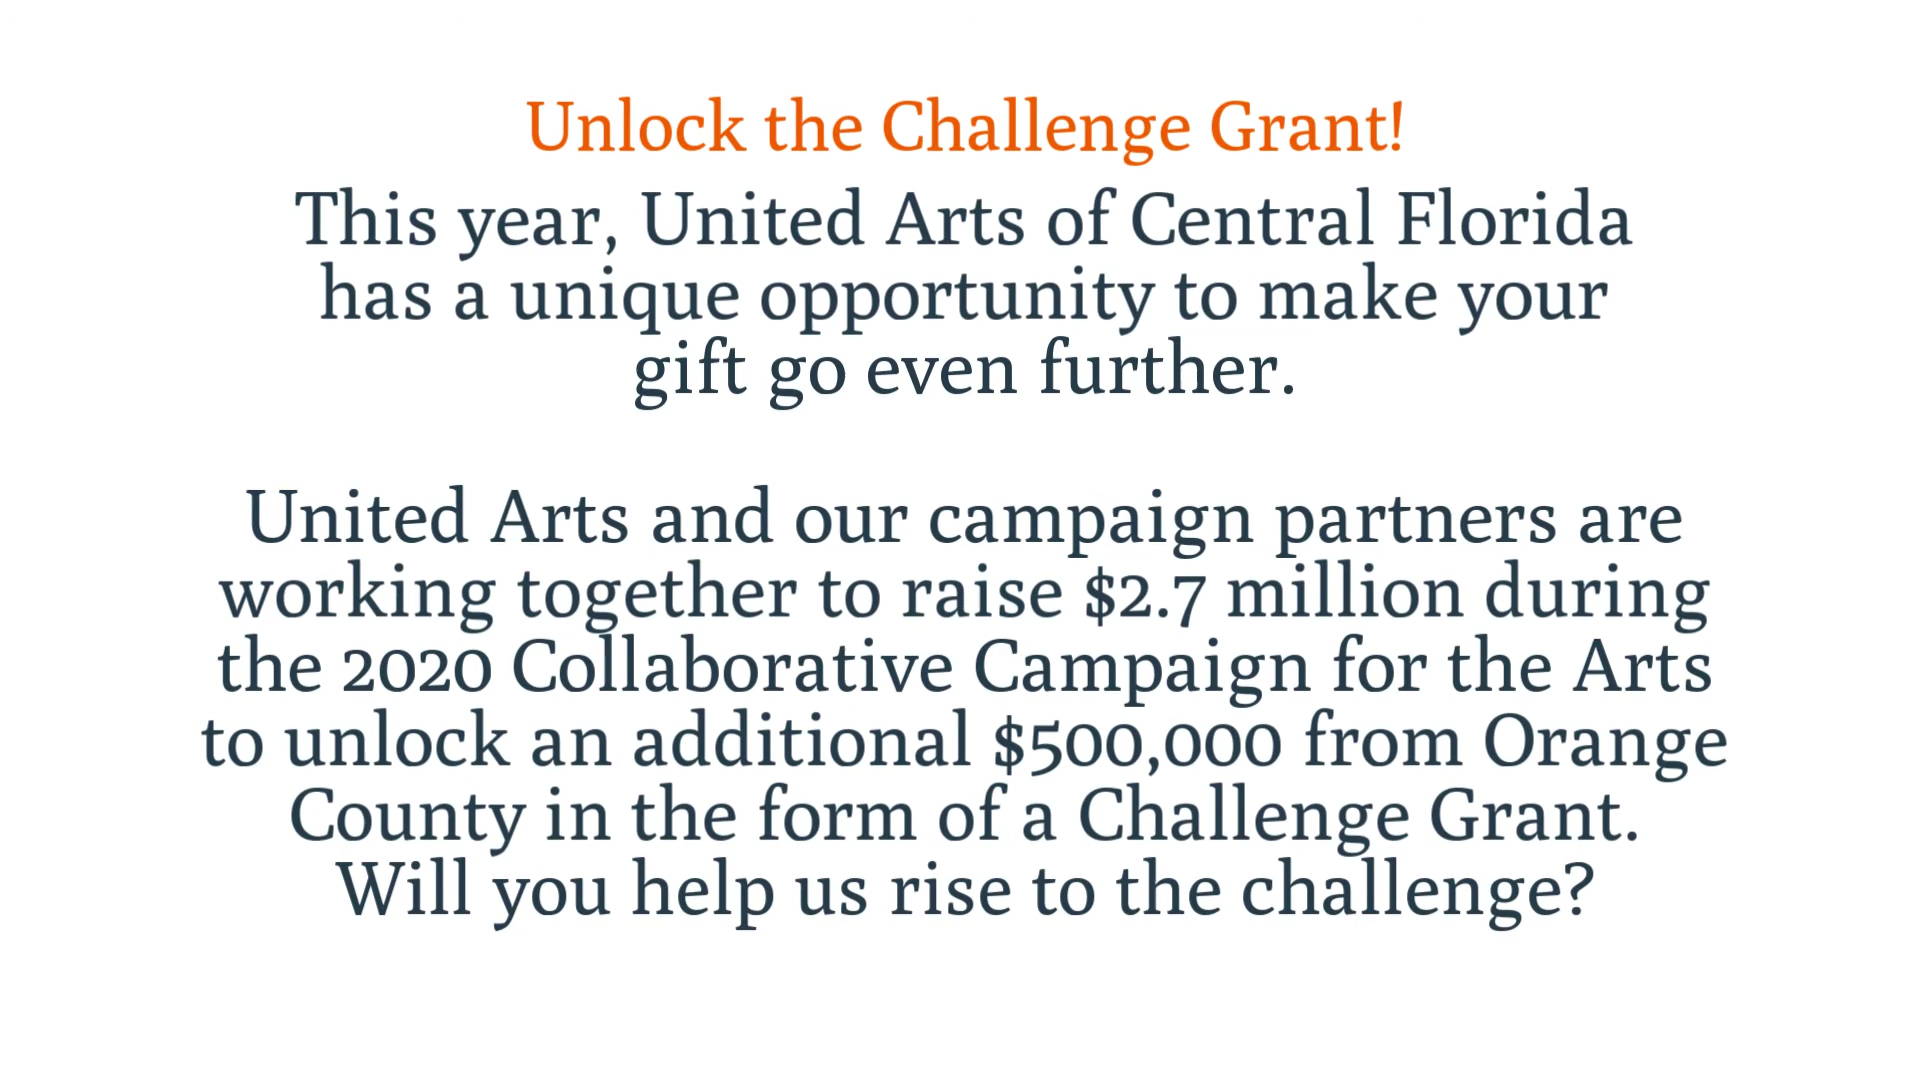 Unlock the Challenge Grant!
This year, United Arts of Central Florida
has a unique opportunity to make your
gift go even further.
United Arts and our campaign partners are
working together to raise $2.7 million during
the 2020 Collaborative Campaign for the Arts
to unlock an additional $500,000 from Orange
County in the form of a Challenge Grant.
Will you help us rise to the challenge?